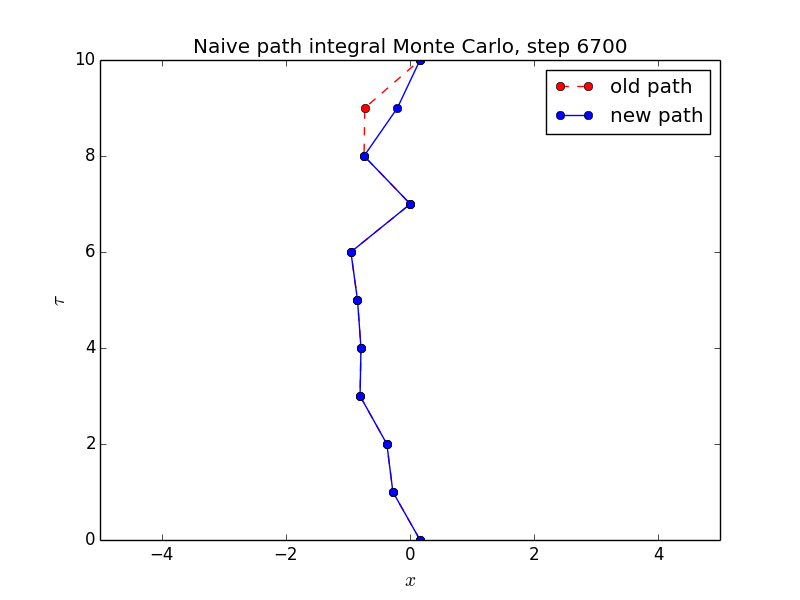 Naive path integral Monte Carlo, step 6700
old path
new path
10
8
6
4
2
0
τ
−4
−2
0
2
4
x